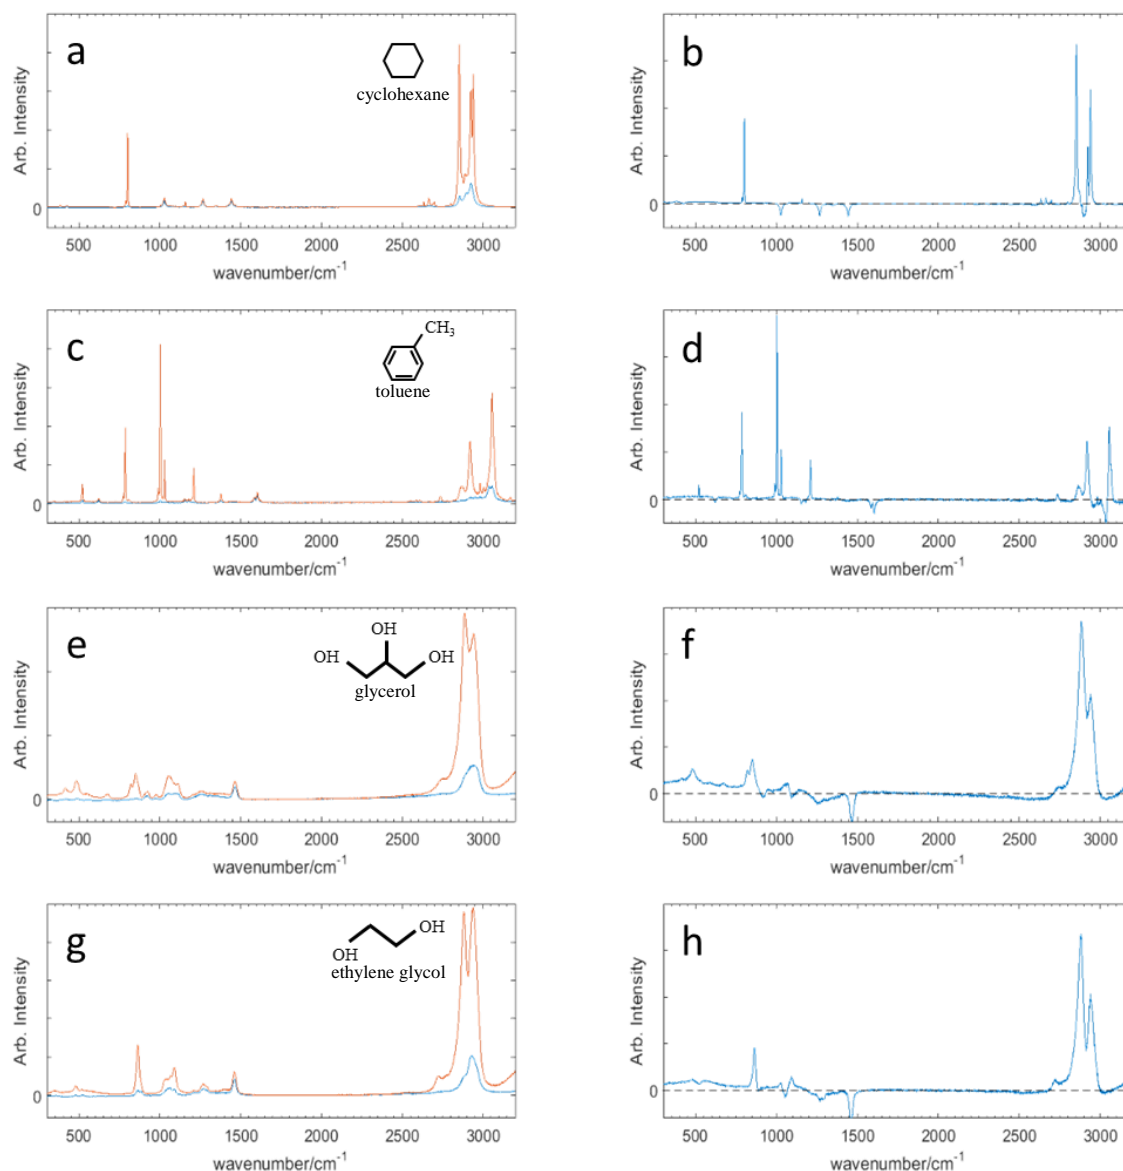 a
cyclohexane
Arb. Intensity
0
500 1000 1500 2000 2500 3000
wavenumber/cm-1
b
Arb. Intensity
0
500 1000 1500 2000 2500 3000
wavenumber/cm-1
c
CH3
toluene
Arb. Intensity
0
500 1000 1500 2000 2500 3000
wavenumber/cm-1
d
Arb. Intensity
0
500 1000 1500 2000 2500 3000
wavenumber/cm-1
e
OH
OH OH
glycerol
Arb. Intensity
0
500 1000 1500 2000 2500 3000
wavenumber/cm-1
f
Arb. Intensity
0
500 1000 1500 2000 2500 3000
wavenumber/cm-1
g
OH
OH
ethylene glycol
Arb. Intensity
0
500 1000 1500 2000 2500 3000
wavenumber/cm-1
h
Arb. Intensity
0
500 1000 1500 2000 2500 3000
wavenumber/cm-1